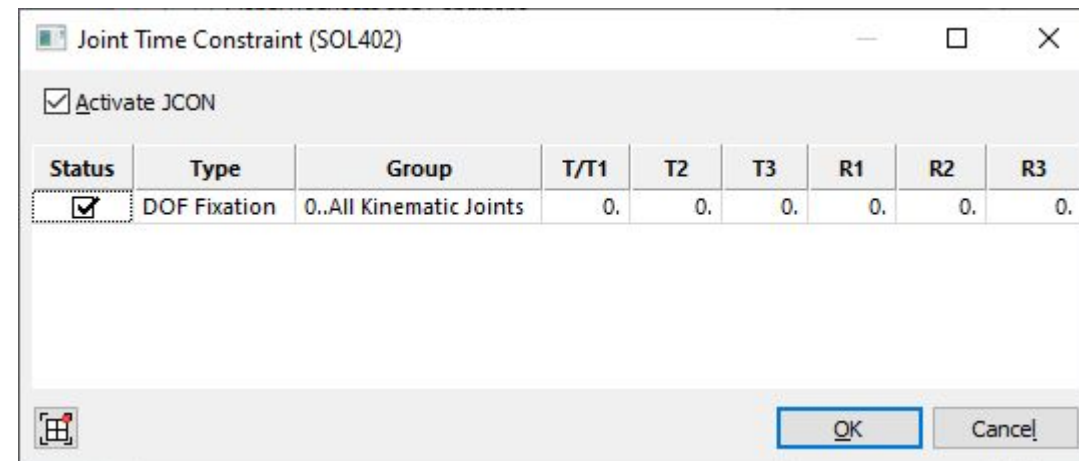 Joint Time Constraint (SOL402)
Activate JCON
Status Type Group T/T1 T2 T3 R1 R2 R3
DOF Fixation 0..All Kinematic Joints 0. 0. 0. 0. 0. 0.
OK Cancel